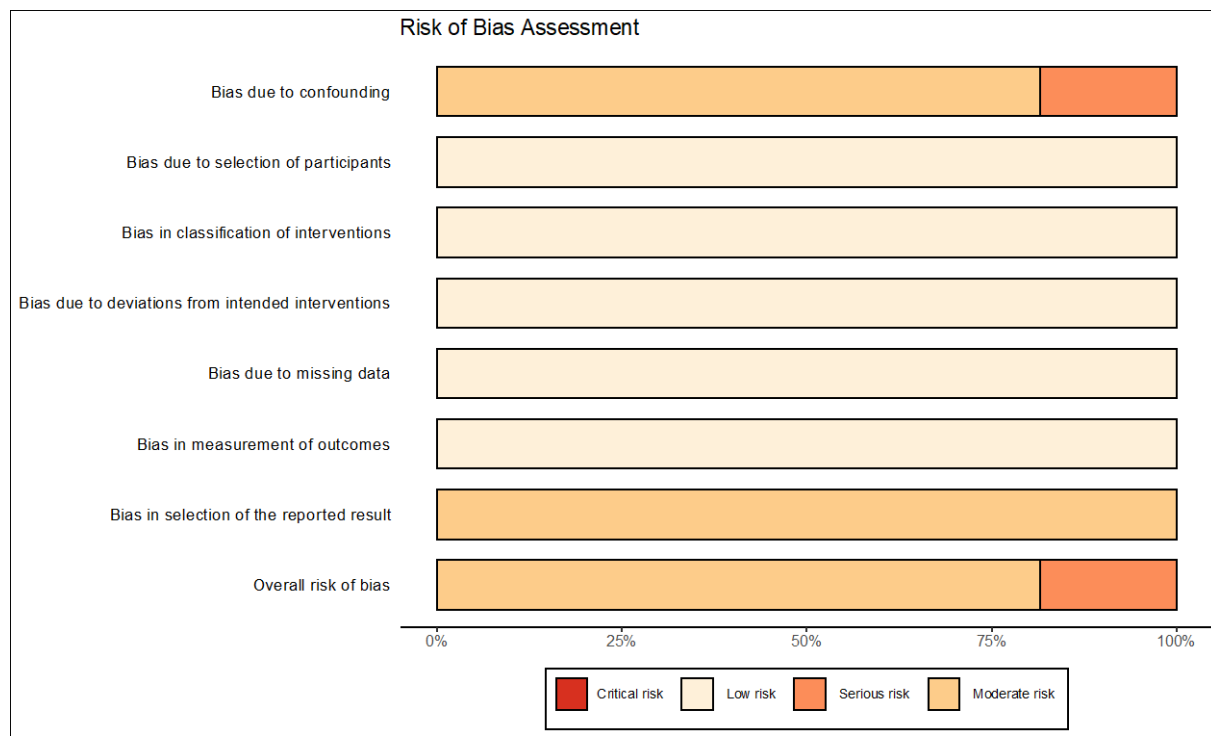 Risk of Bias Assessment
Bias due to confounding
Bias due to selection of participants
Bias in classification of interventions
Bias due to deviations from intended interventions
Bias due to missing data
Bias in measurement of outcomes
Bias in selection of the reported result
Overall risk of bias
0% 25% 50% 75% 100%
Critical risk Low risk Serious risk Moderate risk